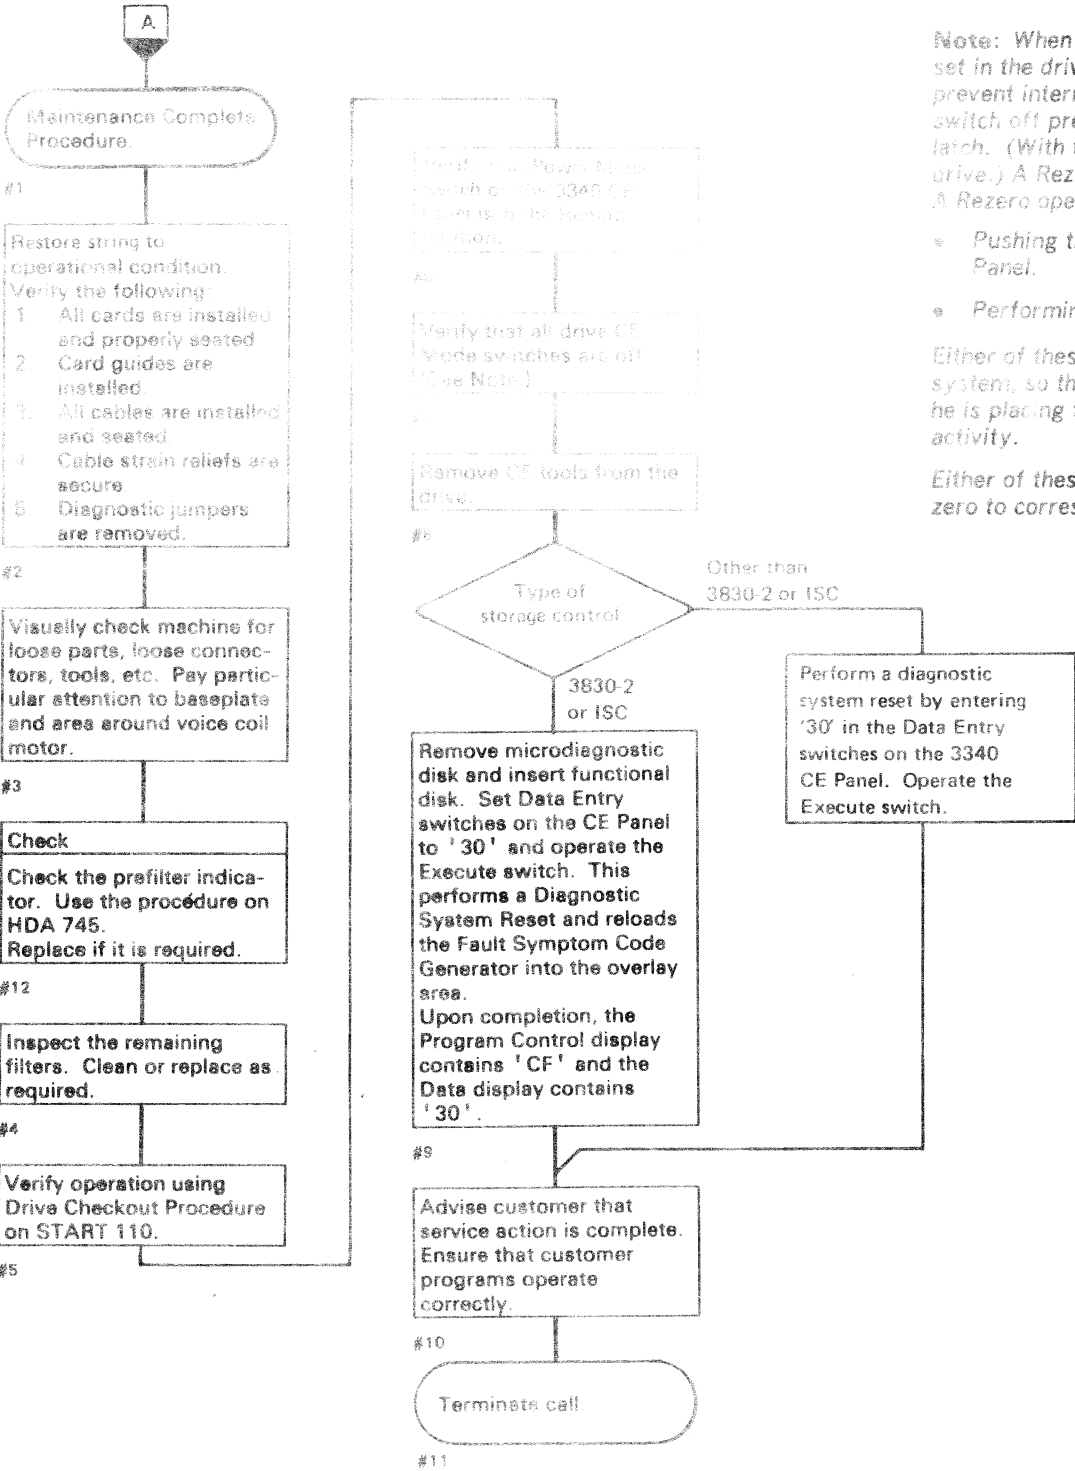 A
Maintenance Complete
Procedure.
#1
Restore string to
operational condition.
Verify the following:
1. All cards are installed
and properly seated
2. Card guides are
installed.
3. All cables are installed
and seated.
4. Cable strain reliefs are
secure
5. Diagnostic jumpers
are removed.
#2
Visually check machine for
loose parts, loose connec-
tors, tools, etc. Pay partic-
ular attention to baseplate
and area around voice coil
motor.
#3
Check
Check the prefilter indica-
tor. Use the procedure on
HDA 745.
Replace if it is required.
#12
Inspect the remaining
filters. Clean or replace as
required.
#4
Verify operation using
Drive Checkout Procedure
on START 110.
#5
Power
switch on the 3340 CE
is in the
Verify that all drive CE
Mode switches are off
(See Note.)
Remove CE tools from the
drive.
Type of
storage control
Other than
3830-2 or ISC
3830-2
or ISC
Perform a diagnostic
system reset by entering
'30' in the Data Entry
switches on the 3340
CE Panel. Operate the
Execute switch.
Remove microdiagnostic
disk and insert functional
disk. Set Data Entry
switches on the CE Panel
to '30' and operate the
Execute switch. This
performs a Diagnostic
System Reset and reloads
the Fault Symptom Code
Generator into the overlay
area.
Upon completion, the
Program Control display
contains 'CF' and the
Data display contains
'30'.
#9
Advise customer that
service action is complete.
Ensure that customer
programs operate
correctly.
#10
Terminate call
#11
Note: When
set in the driv
prevent intern
switch off pre
latch. (With t
drive.) A Rez
A Rezero ope
• Pushing t
Panel.
• Performin
Either of thes
system, so th
he is placing
activity.
Either of thes
zero to corres